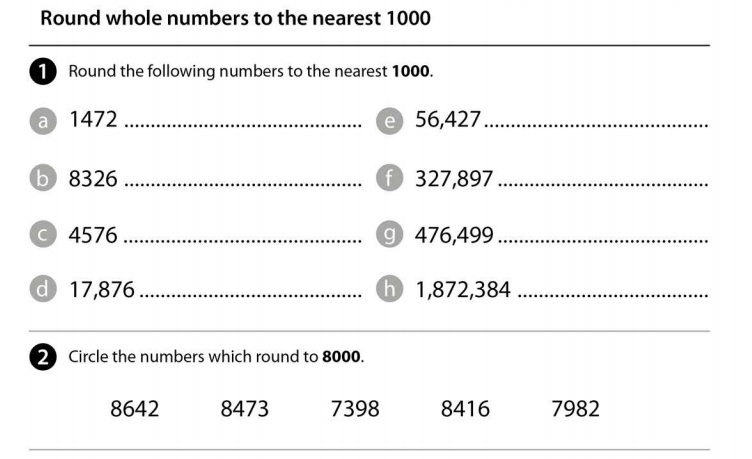 Round whole numbers to the nearest 1000
1 Round the following numbers to the nearest 1000.
a 1472 ........................................ e 56,427 ........................................
b 8326 ........................................ f 327,897 ........................................
c 4576 ........................................ g 476,499 ........................................
d 17,876 ........................................ h 1,872,384 ........................................
2 Circle the numbers which round to 8000.
8642 8473 7398 8416 7982